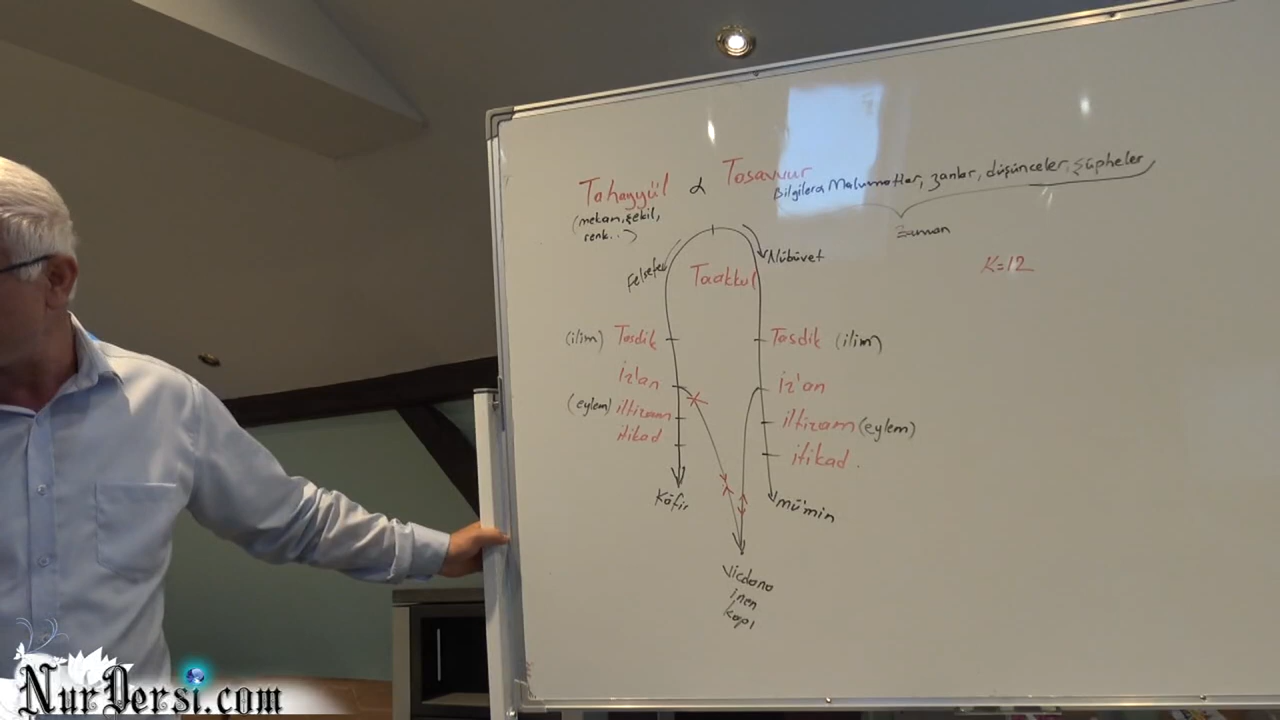 Tahayyül & Tasavvur
(mekan, şekil,
renk...)
Bilgilerα Malumatlar, zanlar, düşünceler, şüpheler
Zaman
K=12
Felsefe
Nübüvet
Taakkul
(ilim) Tasdik
Tasdik (ilim)
İz'an
İz'an
(eylem) iltizam
iltizam (eylem)
itikad
itikad.
Kâfir
Mü'min
Vicdana
inen
kapı
NurDersi.com